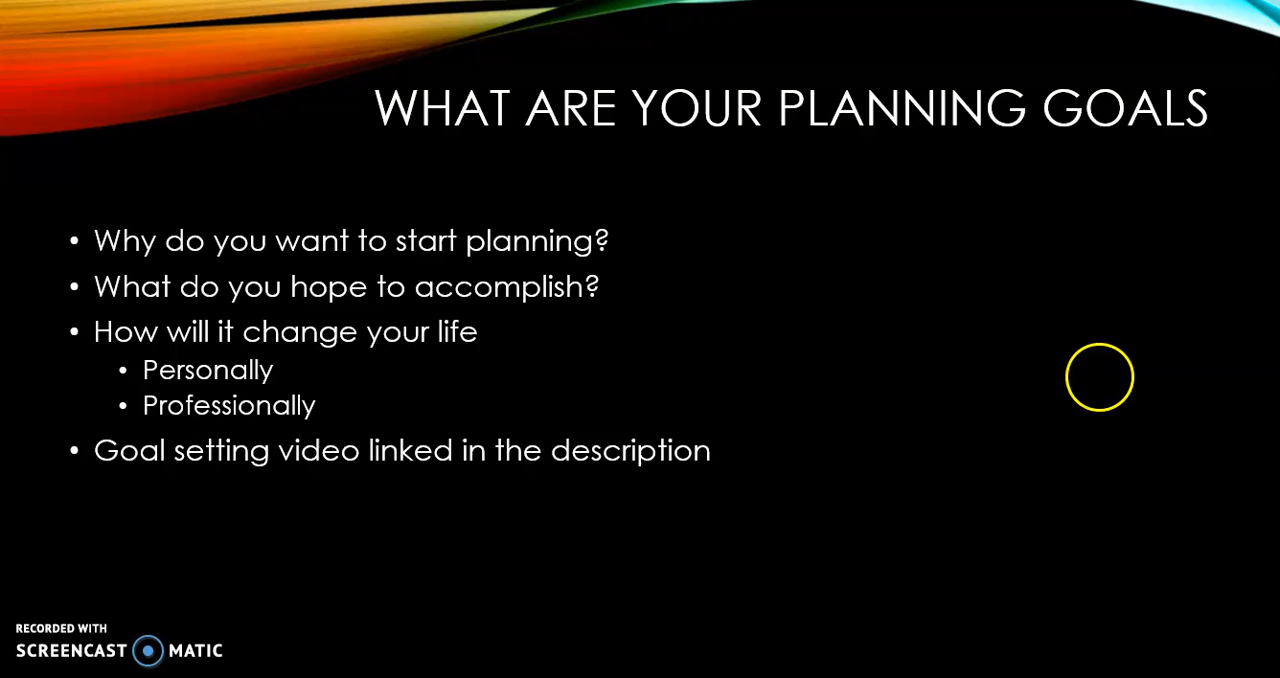 WHAT ARE YOUR PLANNING GOALS
• Why do you want to start planning?
• What do you hope to accomplish?
• How will it change your life
• Personally
• Professionally
• Goal setting video linked in the description
RECORDED WITH
SCREENCAST MATIC